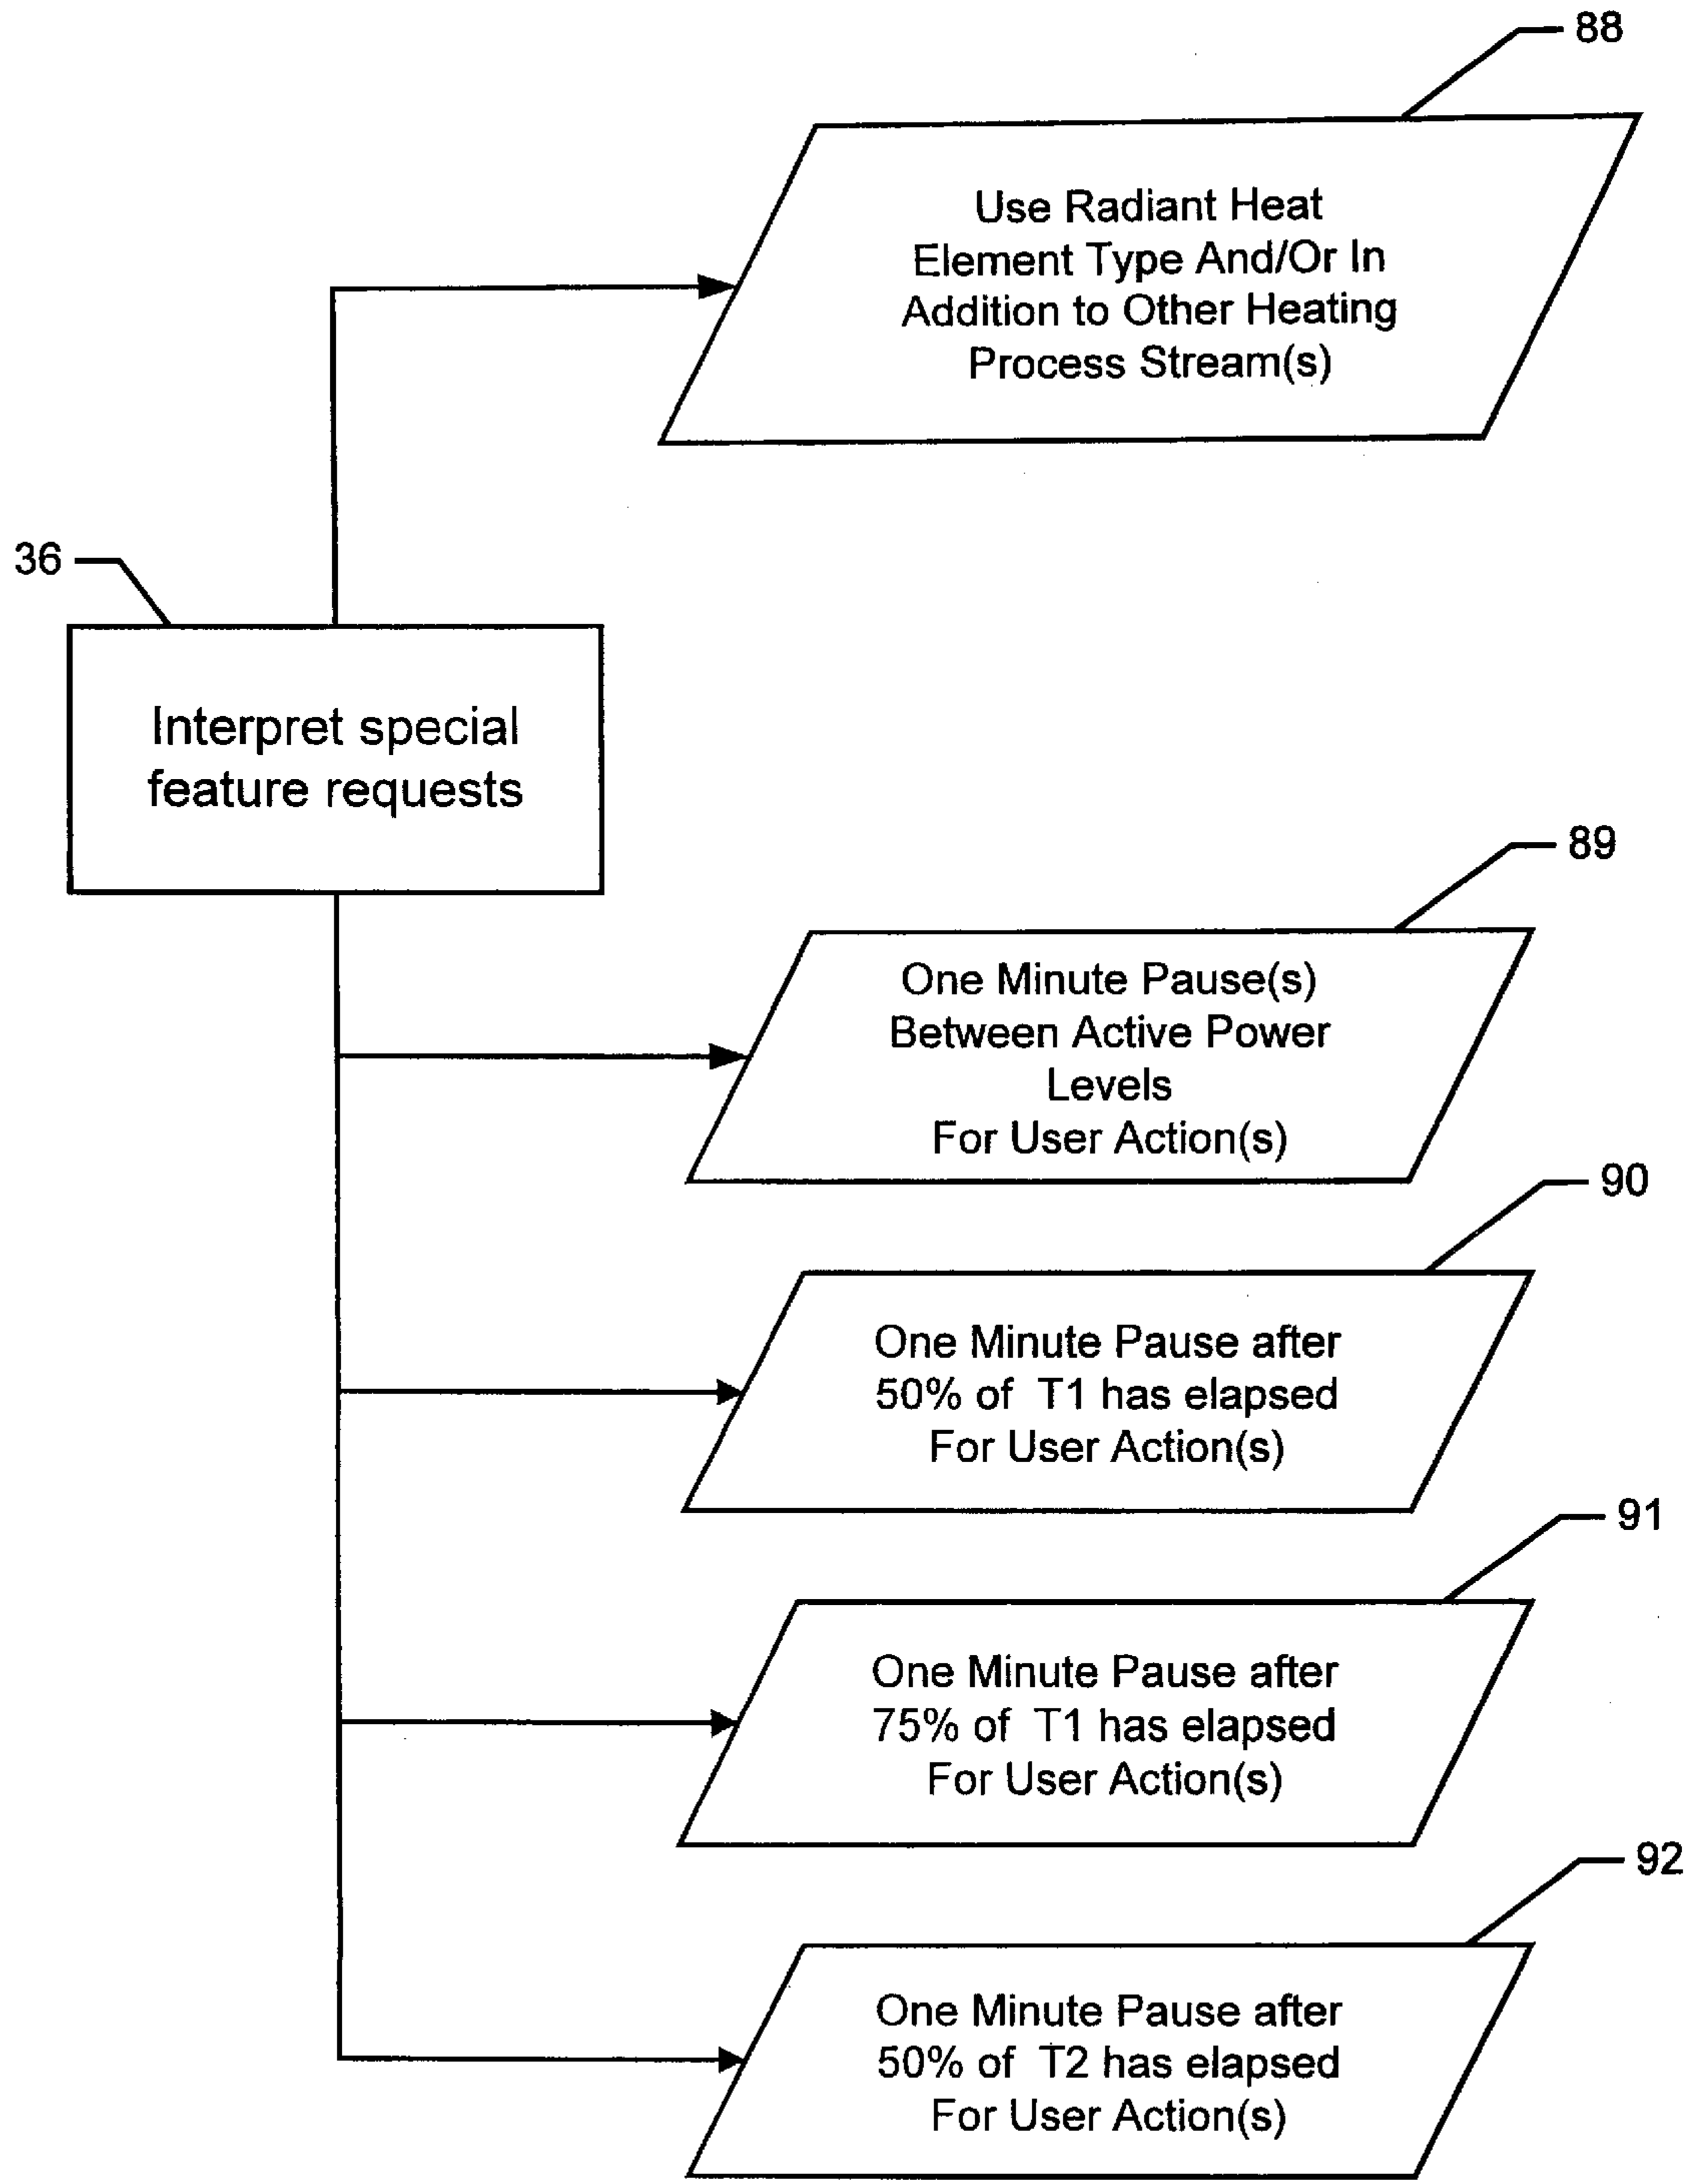 88
Use Radiant Heat
Element Type And/Or In
Addition to Other Heating
Process Stream(s)
36
Interpret special
feature requests
89
One Minute Pause(s)
Between Active Power
Levels
For User Action(s)
90
One Minute Pause after
50% of T1 has elapsed
For User Action(s)
91
One Minute Pause after
75% of T1 has elapsed
For User Action(s)
92
One Minute Pause after
50% of T2 has elapsed
For User Action(s)